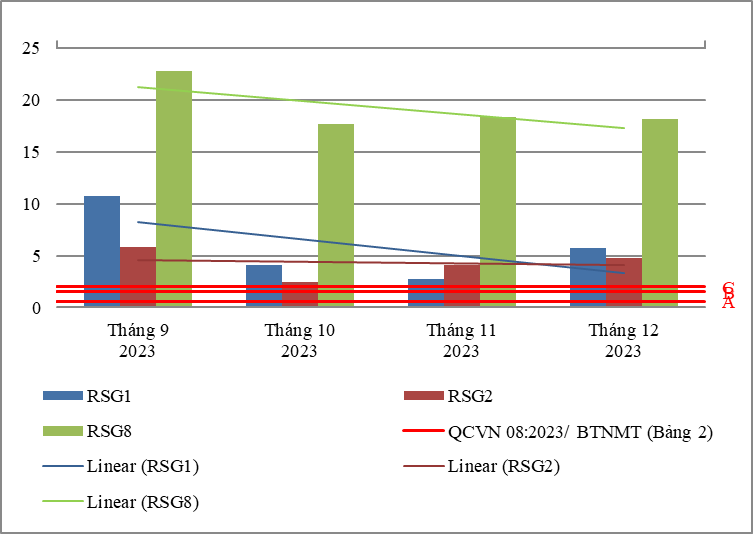 25
20
15
10
5
0
C
B
A
Tháng 9
2023
Tháng 10
2023
Tháng 11
2023
Tháng 12
2023
RSG1
RSG2
RSG8
QCVN 08:2023/ BTNMT (Bảng 2)
Linear (RSG1)
Linear (RSG2)
Linear (RSG8)